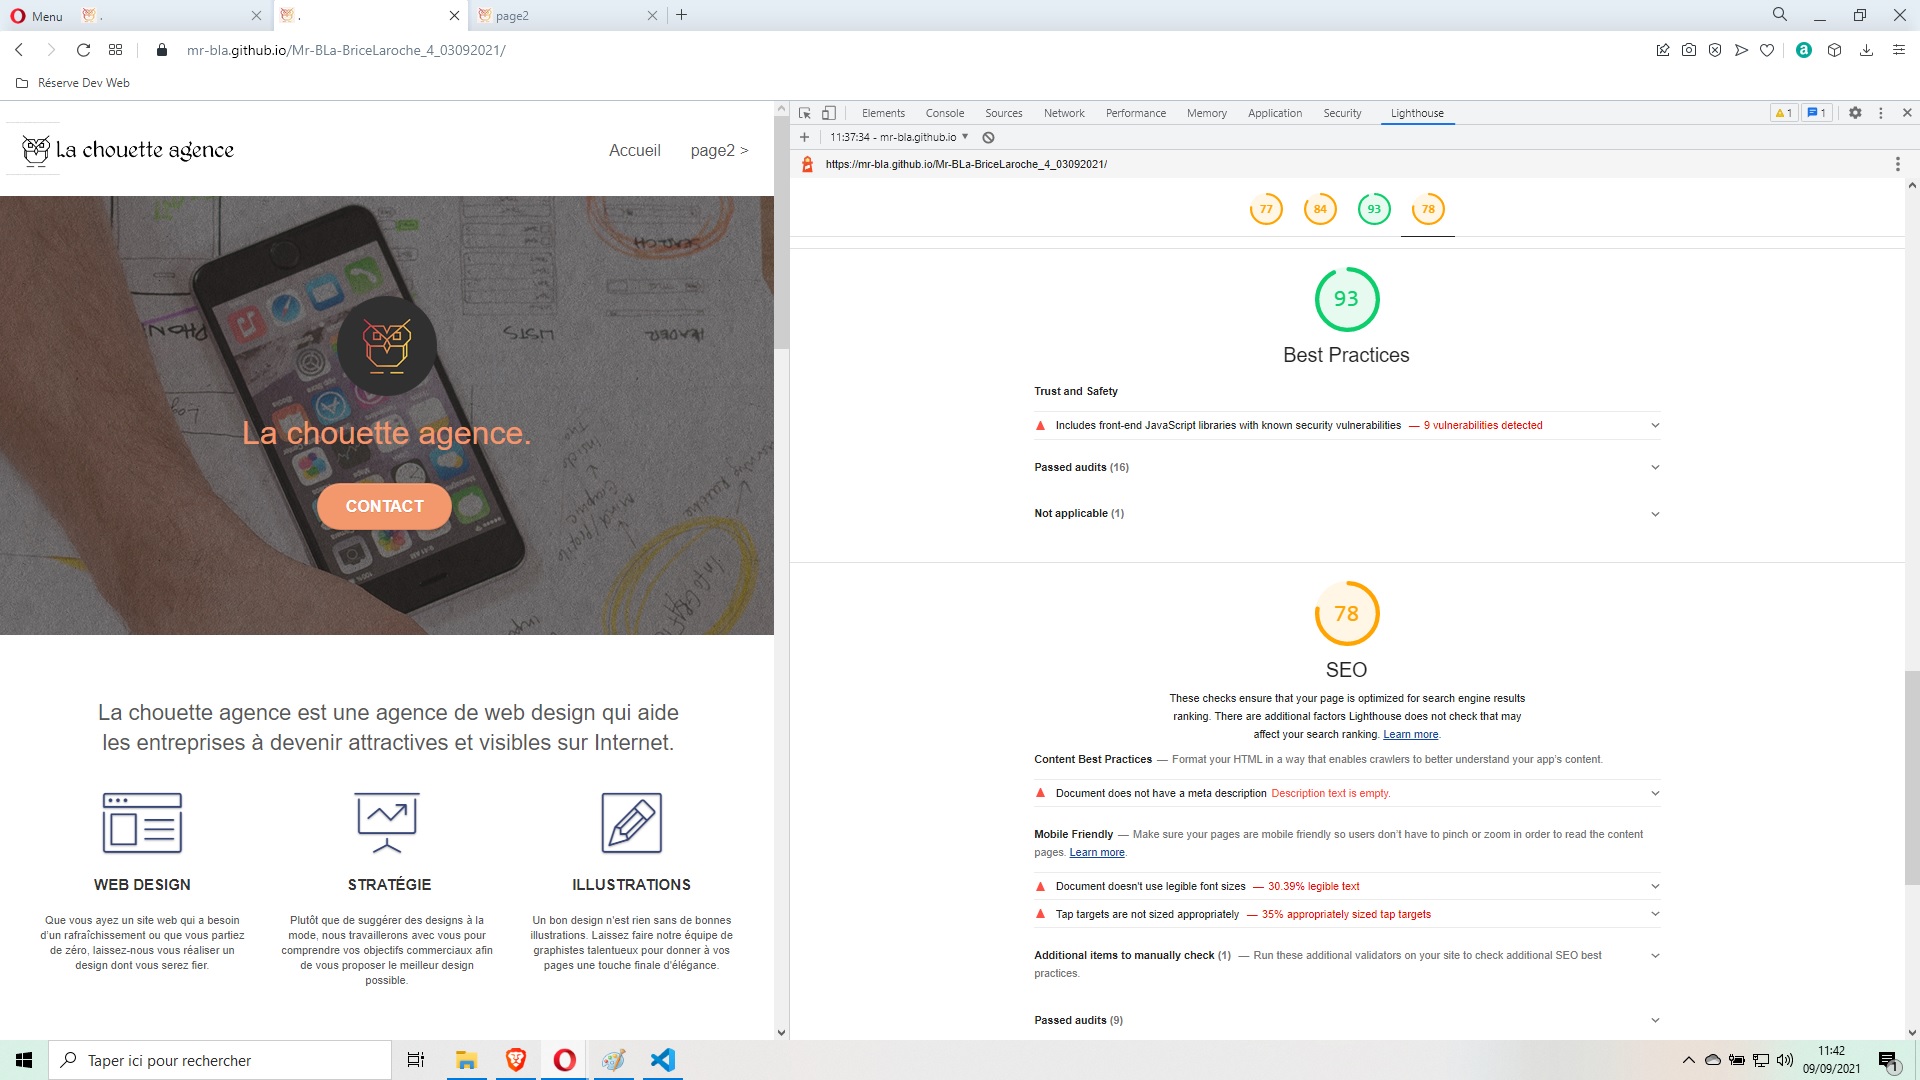 Menu
.
.
page2
mr-bla.github.io/Mr-BLa-BriceLaroche_4_03092021/
Réserve Dev Web
La chouette agence
Accueil
page2 >
SEARCH
LISTS
HEADER
La chouette agence.
CONTACT
La chouette agence est une agence de web design qui aide
les entreprises à devenir attractives et visibles sur Internet.
WEB DESIGN
Que vous ayez un site web qui a besoin
d'un rafraîchissement ou que vous partiez
de zéro, laissez-nous vous réaliser un
design dont vous serez fier.
STRATÉGIE
Plutôt que de suggérer des designs à la
mode, nous travaillerons avec vous pour
comprendre vos objectifs commerciaux afin
de vous proposer le meilleur design
possible.
ILLUSTRATIONS
Un bon design n'est rien sans de bonnes
illustrations. Laissez faire notre équipe de
graphistes talentueux pour donner à vos
pages une touche finale d'élégance.
Elements Console Sources Network Performance Memory Application Security Lighthouse
1
1
11:37:34 - mr-bla.github.io
https://mr-bla.github.io/Mr-BLa-BriceLaroche_4_03092021/
77 84 93 78
93
Best Practices
Trust and Safety
Includes front-end JavaScript libraries with known security vulnerabilities — 9 vulnerabilities detected
Passed audits (16)
Not applicable (1)
78
SEO
These checks ensure that your page is optimized for search engine results
ranking. There are additional factors Lighthouse does not check that may
affect your search ranking. Learn more.
Content Best Practices — Format your HTML in a way that enables crawlers to better understand your app's content.
Document does not have a meta description Description text is empty.
Mobile Friendly — Make sure your pages are mobile friendly so users don't have to pinch or zoom in order to read the content
pages. Learn more.
Document doesn't use legible font sizes — 30.39% legible text
Tap targets are not sized appropriately — 35% appropriately sized tap targets
Additional items to manually check (1) — Run these additional validators on your site to check additional SEO best
practices.
Passed audits (9)
Taper ici pour rechercher
11:42
09/09/2021
1